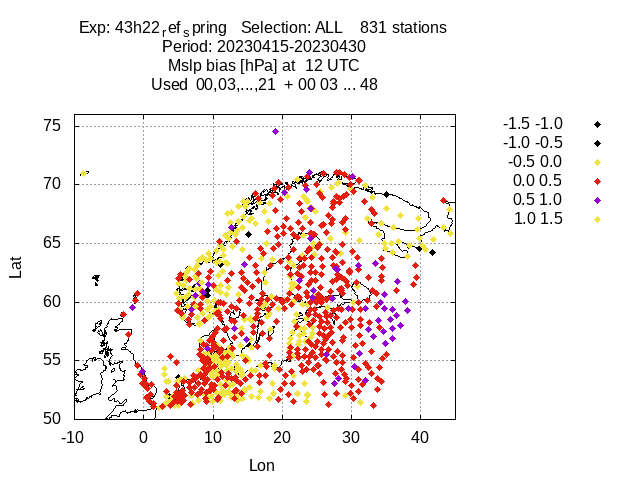 Exp: 43h22refspring   Selection: ALL    831 stations
Period: 20230415-20230430
Mslp bias [hPa] at  12 UTC
Used  00,03,...,21  + 00 03 ... 48
-1.5 -1.0
-1.0 -0.5
-0.5 0.0
0.0 0.5
0.5 1.0
1.0 1.5
75
70
65
60
55
50
Lat
-10 0 10 20 30 40
Lon